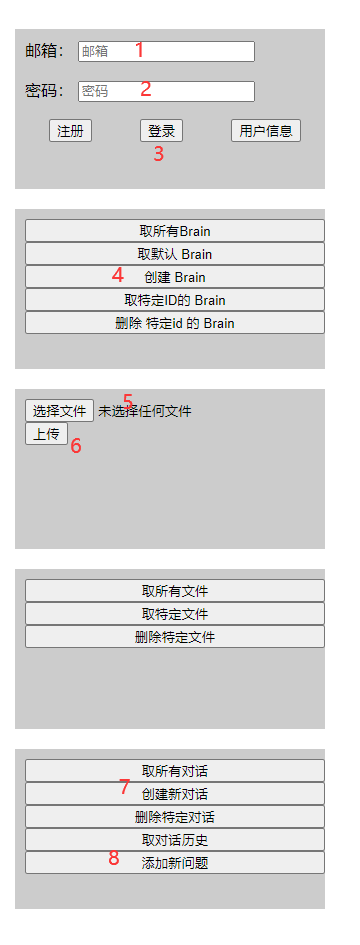 邮箱： 邮箱 1
密码： 密码 2
注册 登录 用户信息
3
取所有Brain
取默认 Brain
4 创建 Brain
取特定ID的 Brain
删除 特定id 的 Brain
5
选择文件 未选择任何文件
上传 6
取所有文件
取特定文件
删除特定文件
取所有对话
7 创建新对话
删除特定对话
取对话历史
8 添加新问题